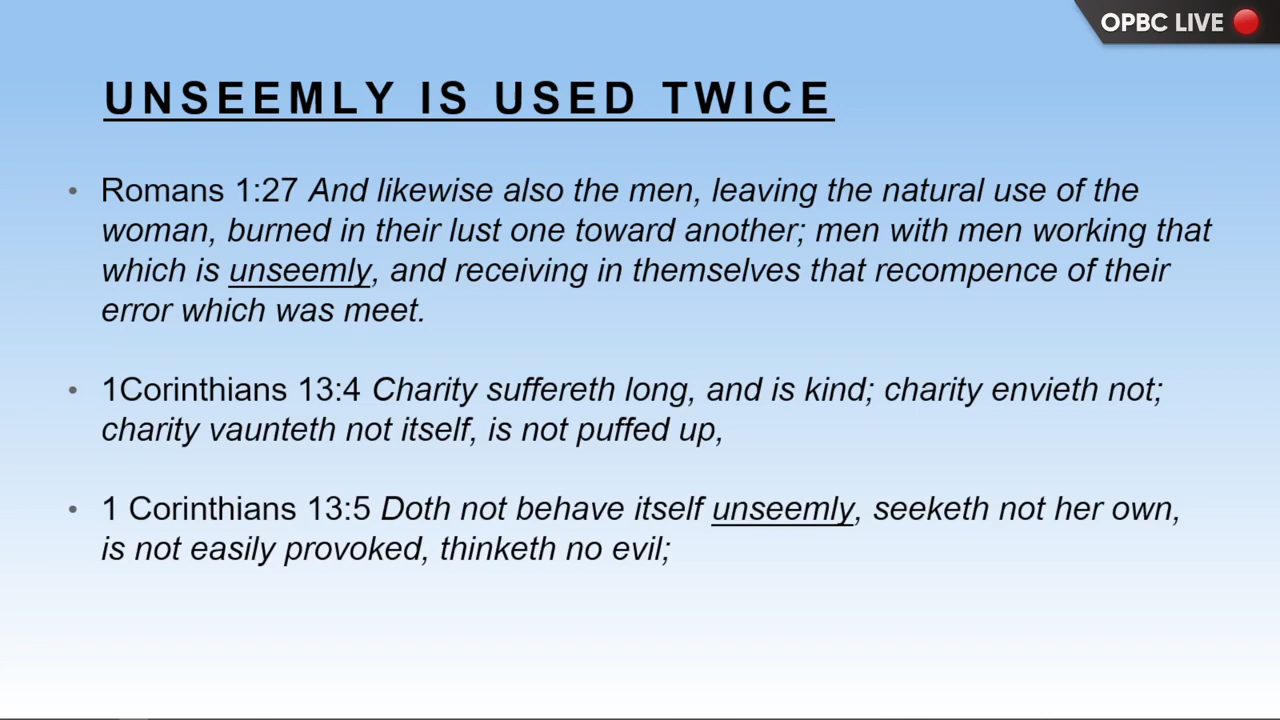 OPBC LIVE
UNSEEMLY IS USED TWICE
• Romans 1:27 And likewise also the men, leaving the natural use of the
woman, burned in their lust one toward another; men with men working that
which is unseemly, and receiving in themselves that recompence of their
error which was meet.
• 1Corinthians 13:4 Charity suffereth long, and is kind; charity envieth not;
charity vaunteth not itself, is not puffed up,
• 1 Corinthians 13:5 Doth not behave itself unseemly, seeketh not her own,
is not easily provoked, thinketh no evil;